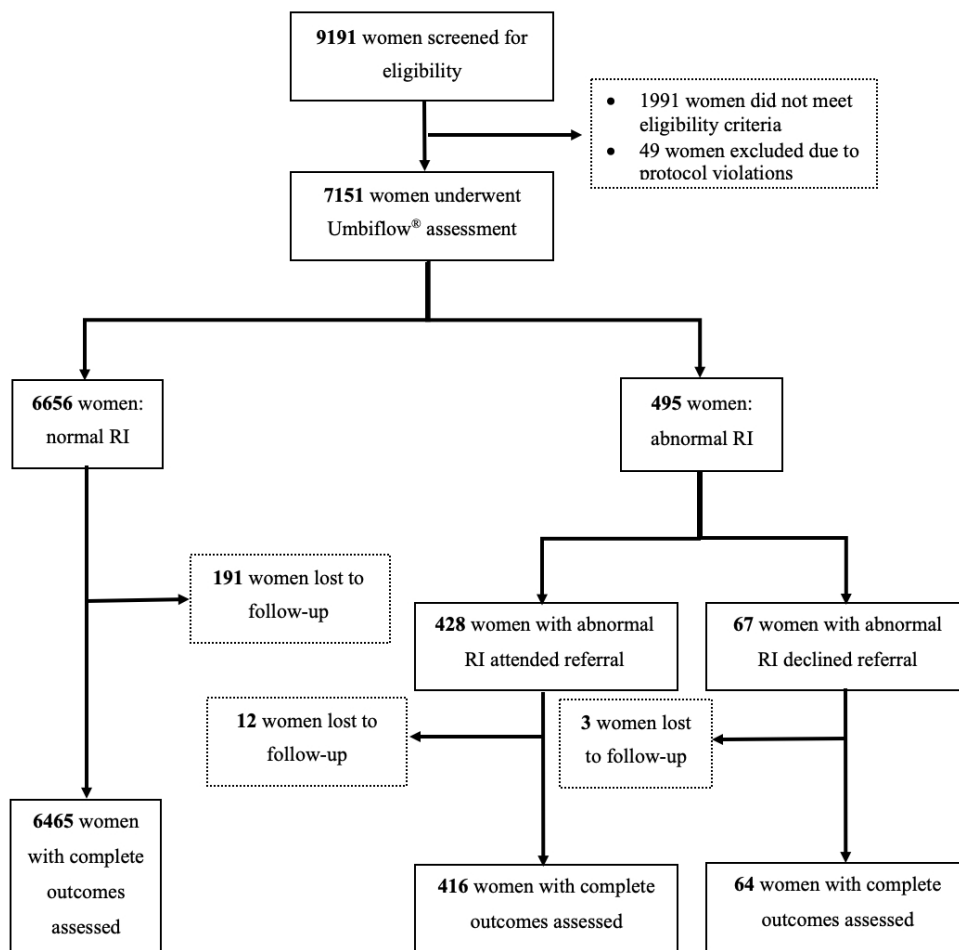 9191 women screened for
eligibility
• 1991 women did not meet
eligibility criteria
• 49 women excluded due to
protocol violations
7151 women underwent
Umbiflow® assessment
6656 women:
normal RI
495 women:
abnormal RI
191 women lost to
follow-up
428 women with abnormal
RI attended referral
67 women with abnormal
RI declined referral
12 women lost to
follow-up
3 women lost
to follow-up
6465 women
with complete
outcomes
assessed
416 women with complete
outcomes assessed
64 women with complete
outcomes assessed